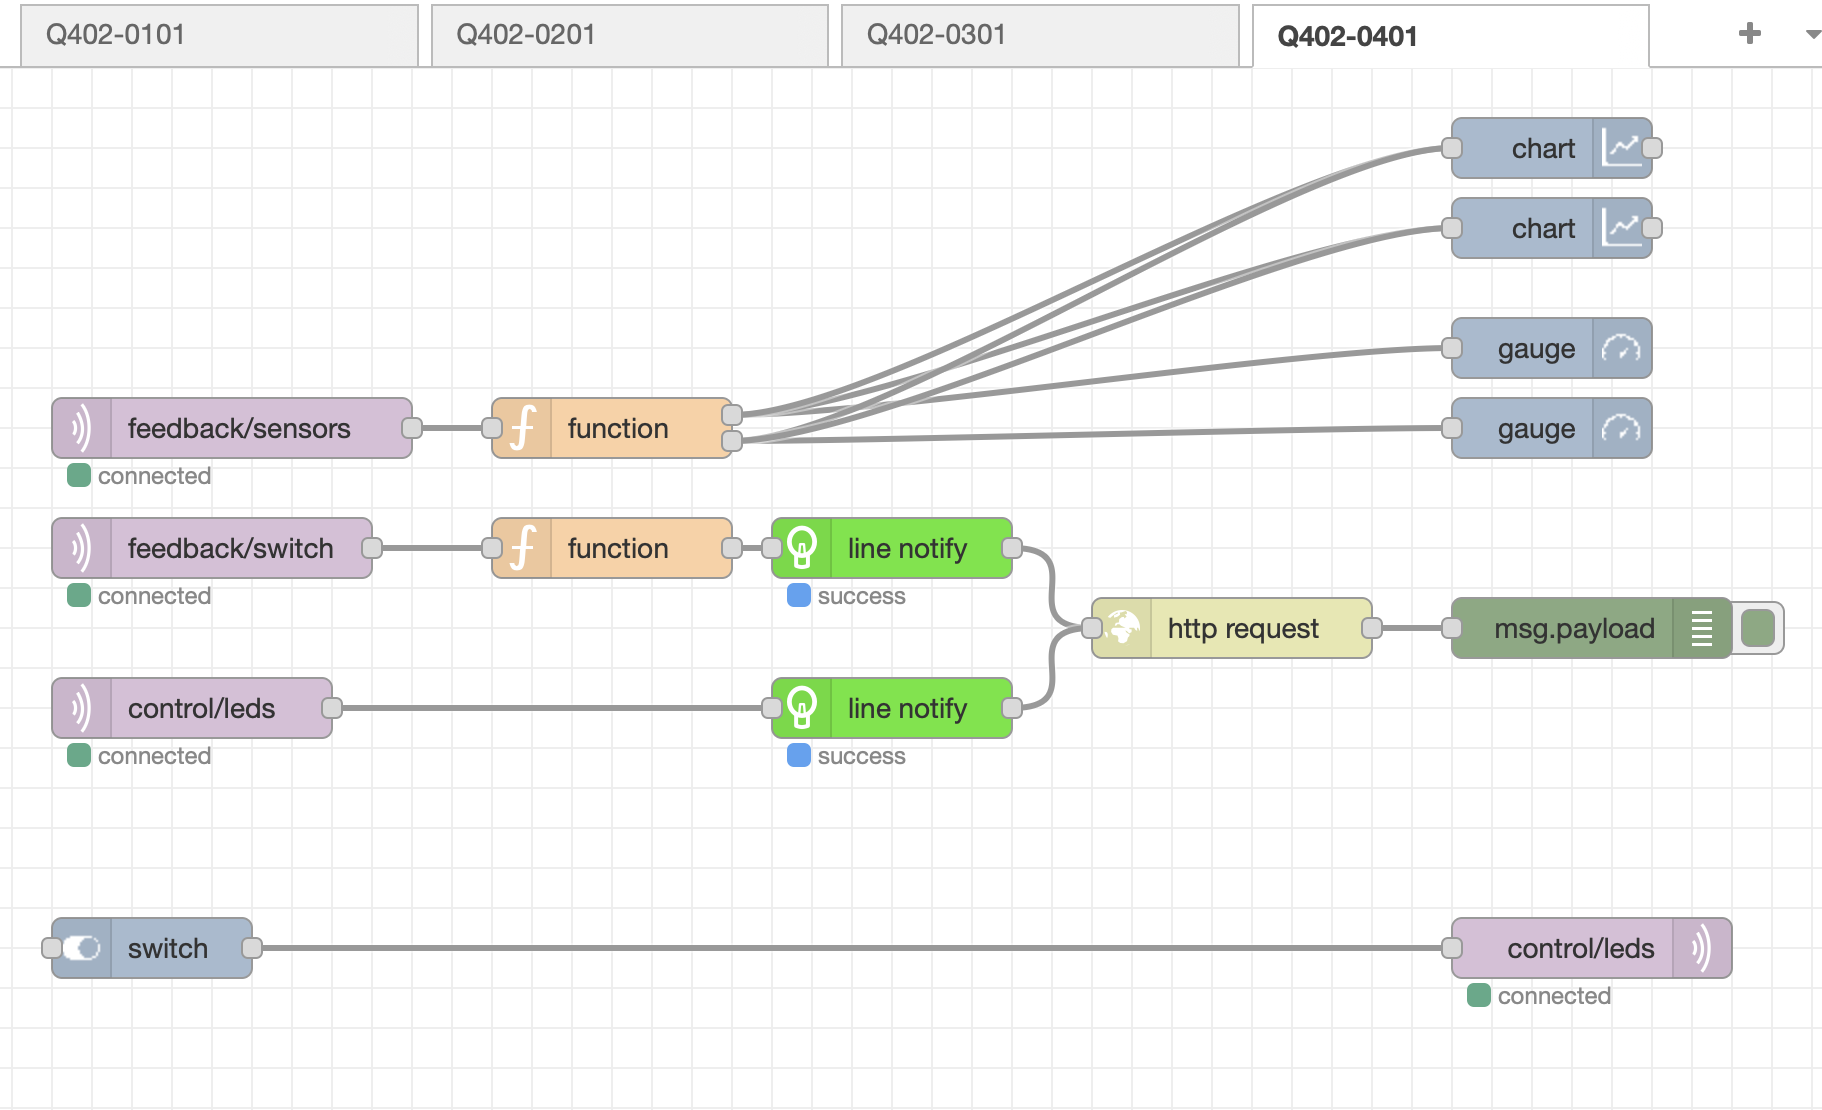 Q402-0101
Q402-0201
Q402-0301
Q402-0401
chart
chart
gauge
feedback/sensors
function
gauge
connected
feedback/switch
function
line notify
connected
success
http request
msg.payload
control/leds
line notify
connected
success
switch
control/leds
connected